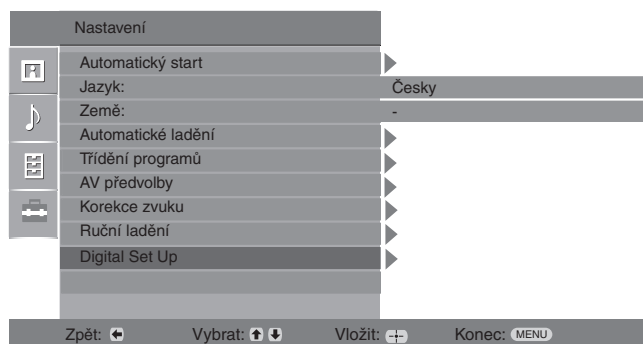 Nastavení
Automatický start
Jazyk: Česky
Země: -
Automatické ladění
Třídění programů
AV předvolby
Korekce zvuku
Ruční ladění
Digital Set Up
Zpět: Vybrat: Vložit: Konec: MENU